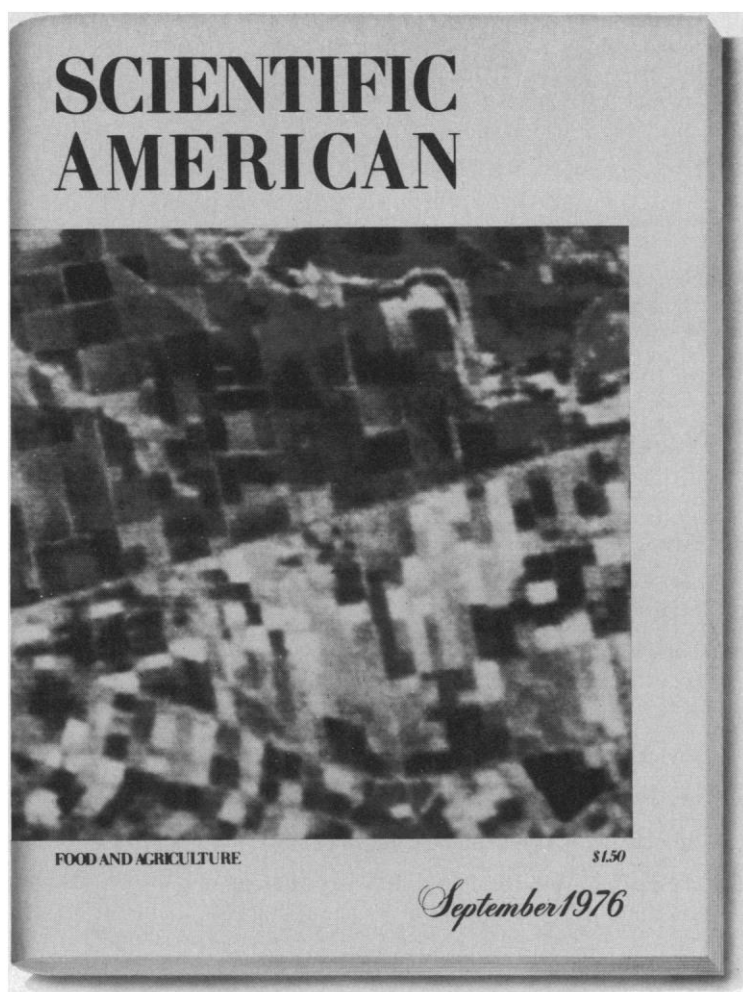 SCIENTIFIC
AMERICAN
FOOD AND AGRICULTURE
$1.50
September 1976